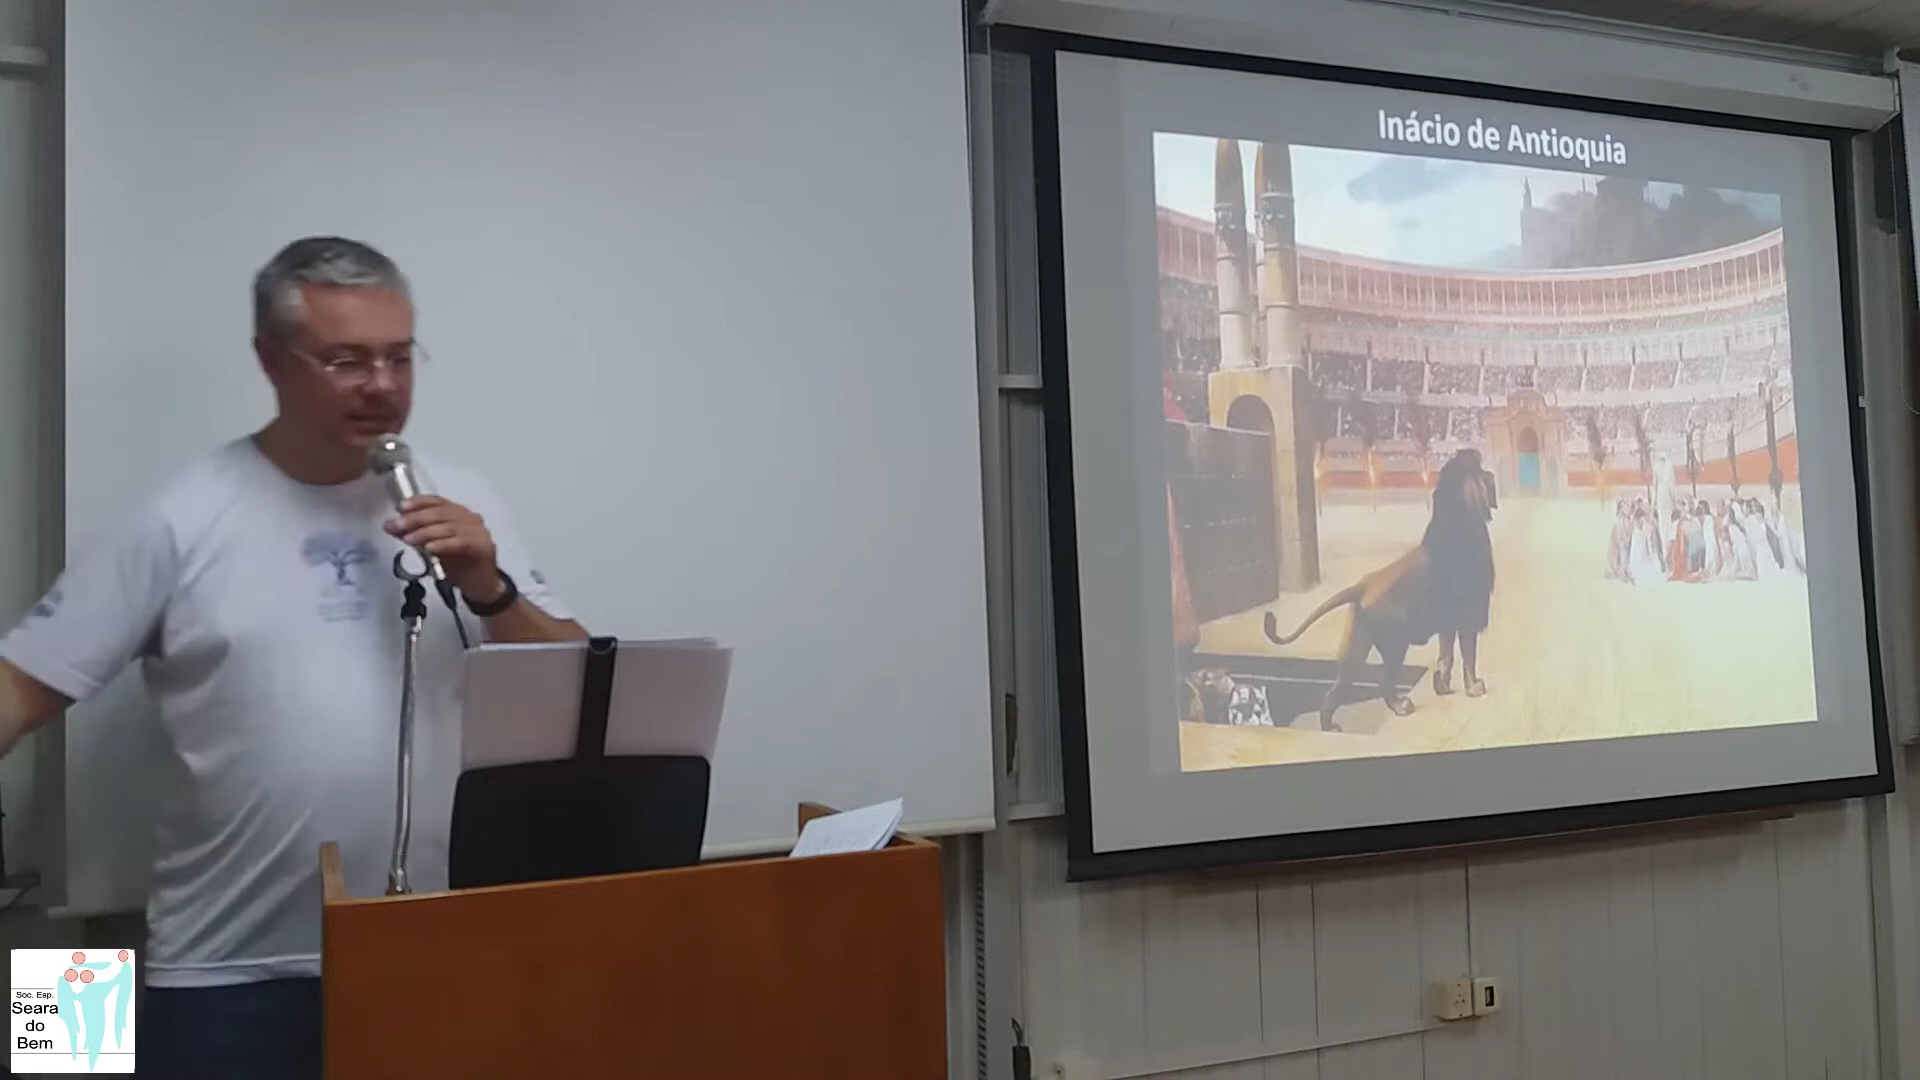 Inácio de Antioquia
Soc. Esp.
Seara
do
Bem